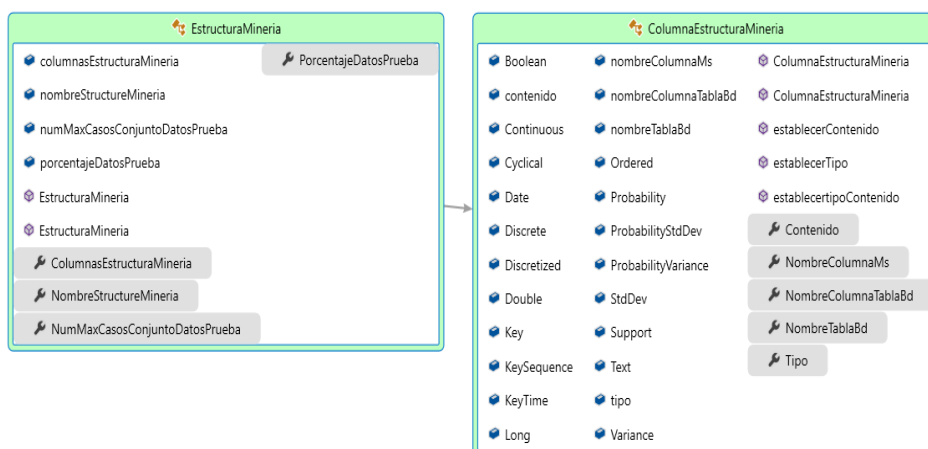 EstructuraMineria
columnasEstructuraMineria
nombreStructureMineria
numMaxCasosConjuntoDatosPrueba
porcentajeDatosPrueba
EstructuraMineria
EstructuraMineria
ColumnasEstructuraMineria
NombreStructureMineria
NumMaxCasosConjuntoDatosPrueba
PorcentajeDatosPrueba
ColumnaEstructuraMineria
Boolean
contenido
Continuous
Cyclical
Date
Discrete
Discretized
Double
Key
KeySequence
KeyTime
Long
nombreColumnaMs
nombreColumnaTablaBd
nombreTablaBd
Ordered
Probability
ProbabilityStdDev
ProbabilityVariance
StdDev
Support
Text
tipo
Variance
ColumnaEstructuraMineria
ColumnaEstructuraMineria
establecerContenido
establecerTipo
establecertipoContenido
Contenido
NombreColumnaMs
NombreColumnaTablaBd
NombreTablaBd
Tipo